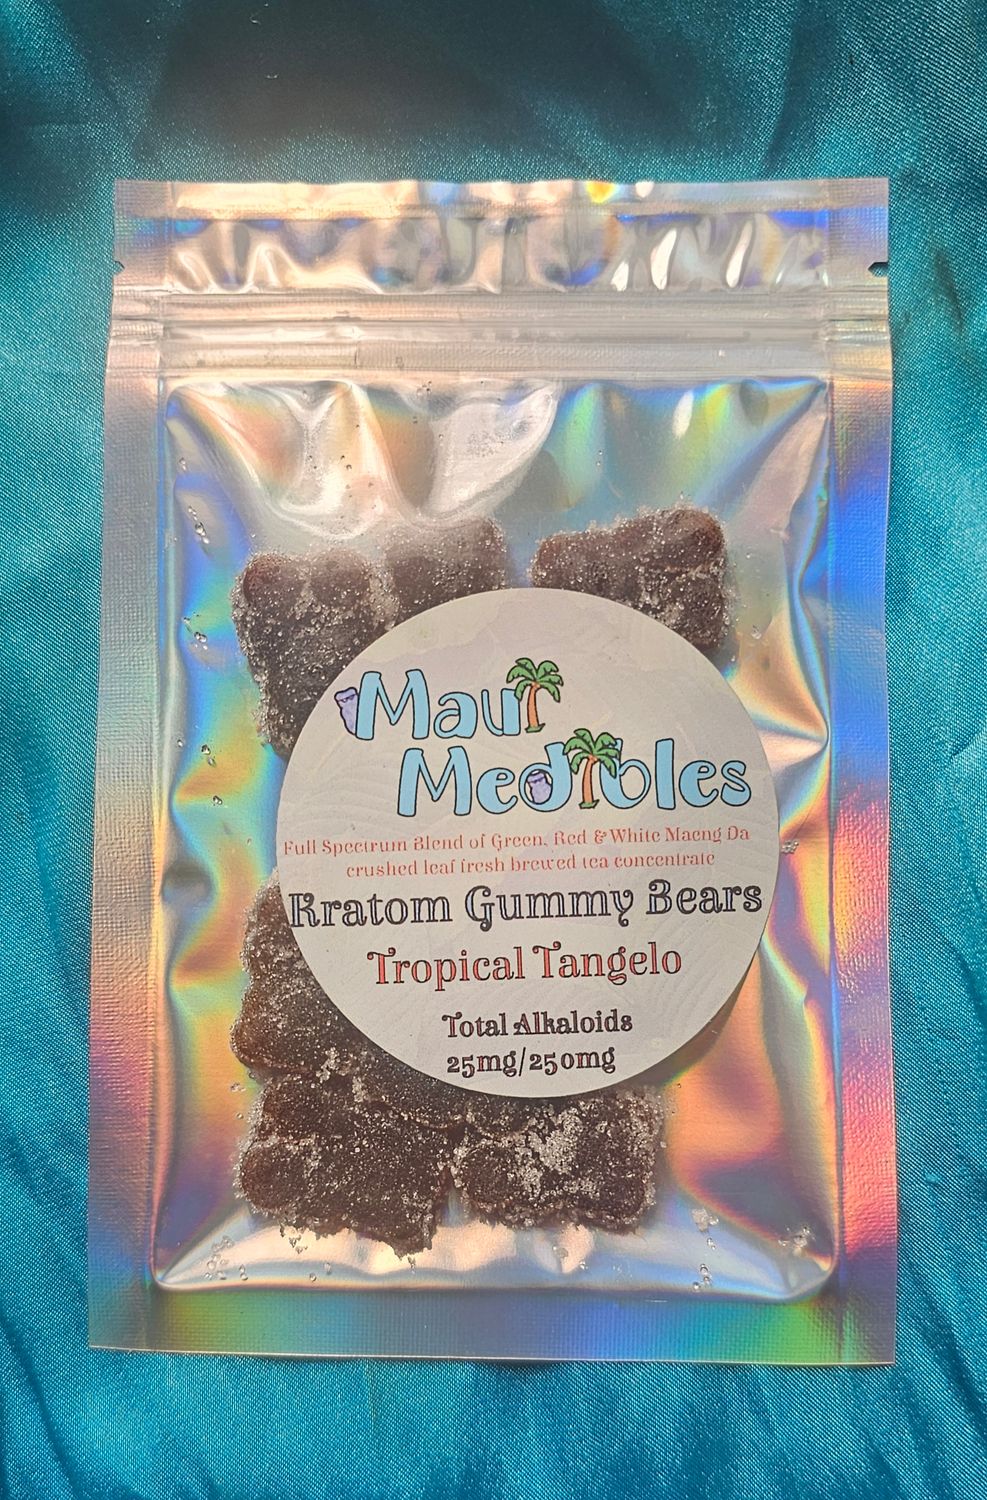 Maui
Medibles
Full Spectrum Blend of Green, Red & White Maeng Da
crushed leaf fresh brewed tea concentrate
Kratom Gummy Bears
Tropical Tangelo
Total Alkaloids
25mg/250mg